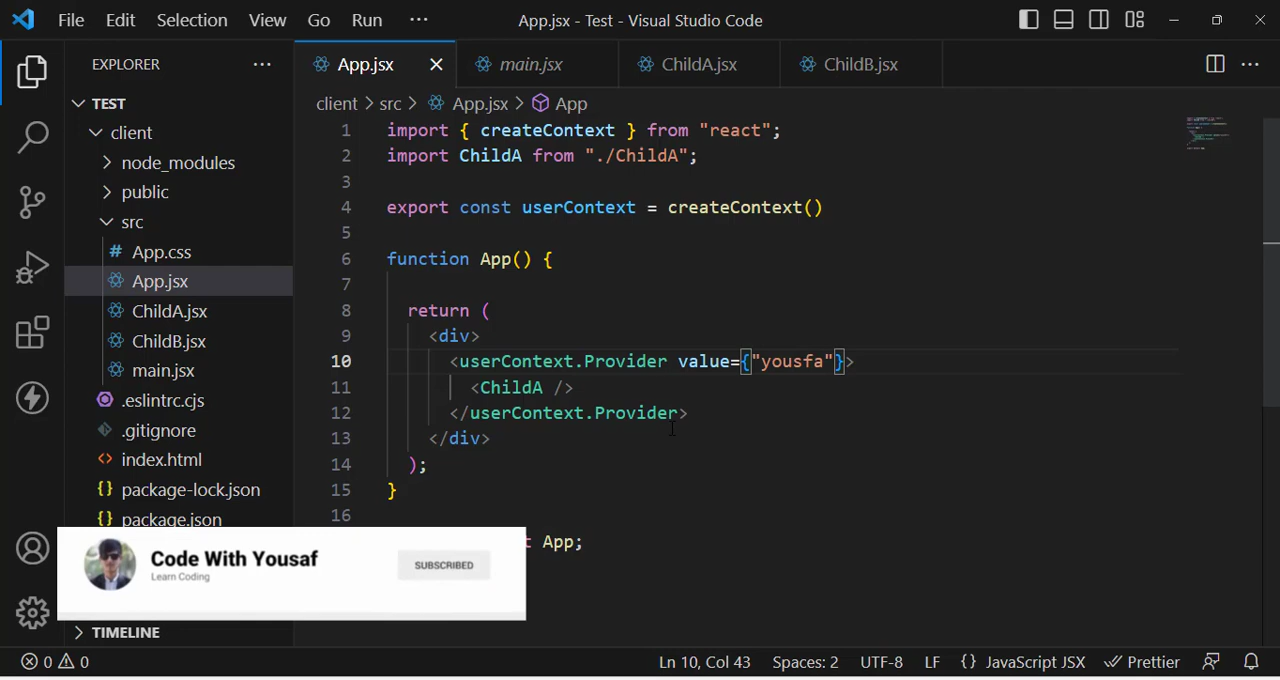 File Edit Selection View Go Run ··· App.jsx - Test - Visual Studio Code
EXPLORER ···
App.jsx main.jsx ChildA.jsx ChildB.jsx ···
TEST
client
node_modules
public
src
App.css
App.jsx
ChildA.jsx
ChildB.jsx
main.jsx
.eslintrc.cjs
.gitignore
index.html
package-lock.json
package.json
TIMELINE
client > src > App.jsx > App
1 import { createContext } from "react";
2 import ChildA from "./ChildA";
3
4 export const userContext = createContext()
5
6 function App() {
7
8 return (
9 <div>
10 <userContext.Provider value={"yousfa"}>
11 <ChildA />
12 </userContext.Provider>
13 </div>
14 );
15 }
16
t App;
Code With Yousaf
Learn Coding
SUBSCRIBED
0 0 Ln 10, Col 43 Spaces: 2 UTF-8 LF {} JavaScript JSX Prettier